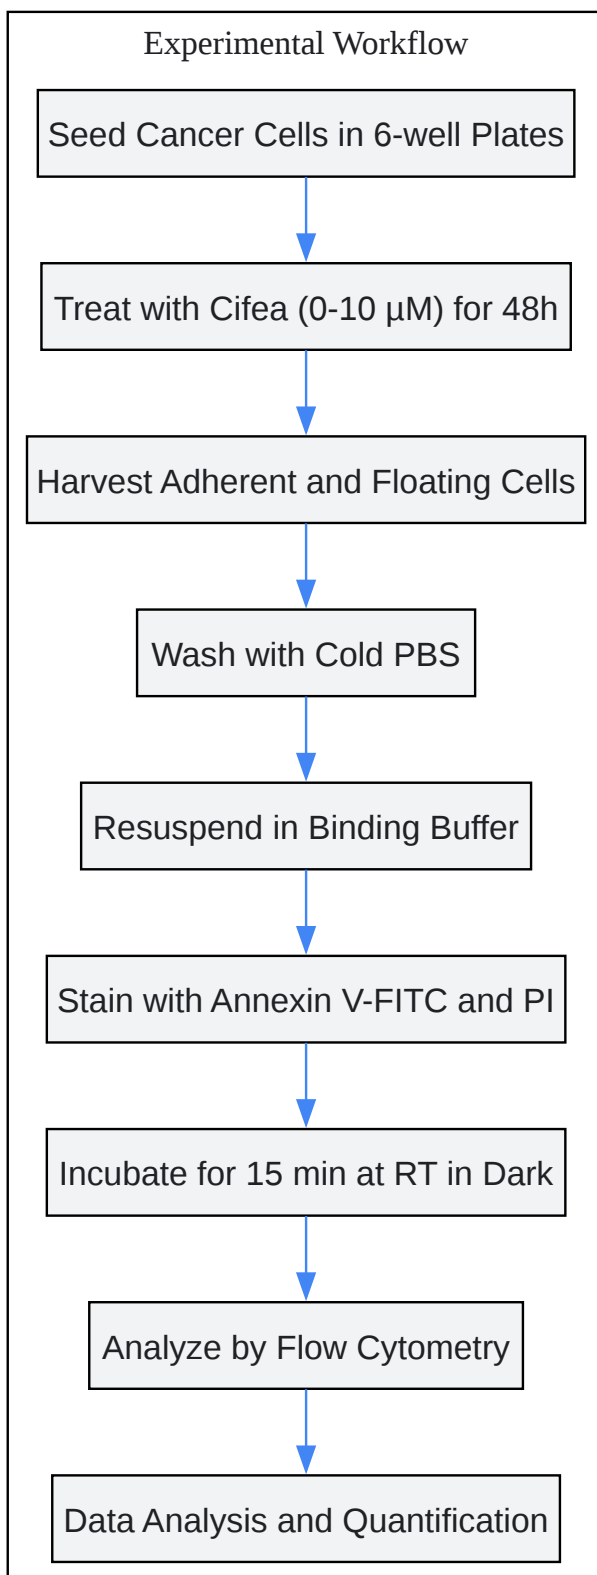 Experimental Workflow
Seed Cancer Cells in 6-well Plates
Treat with Cifea (0-10 µM) for 48h
Harvest Adherent and Floating Cells
Wash with Cold PBS
Resuspend in Binding Buffer
Stain with Annexin V-FITC and PI
Incubate for 15 min at RT in Dark
Analyze by Flow Cytometry
Data Analysis and Quantification